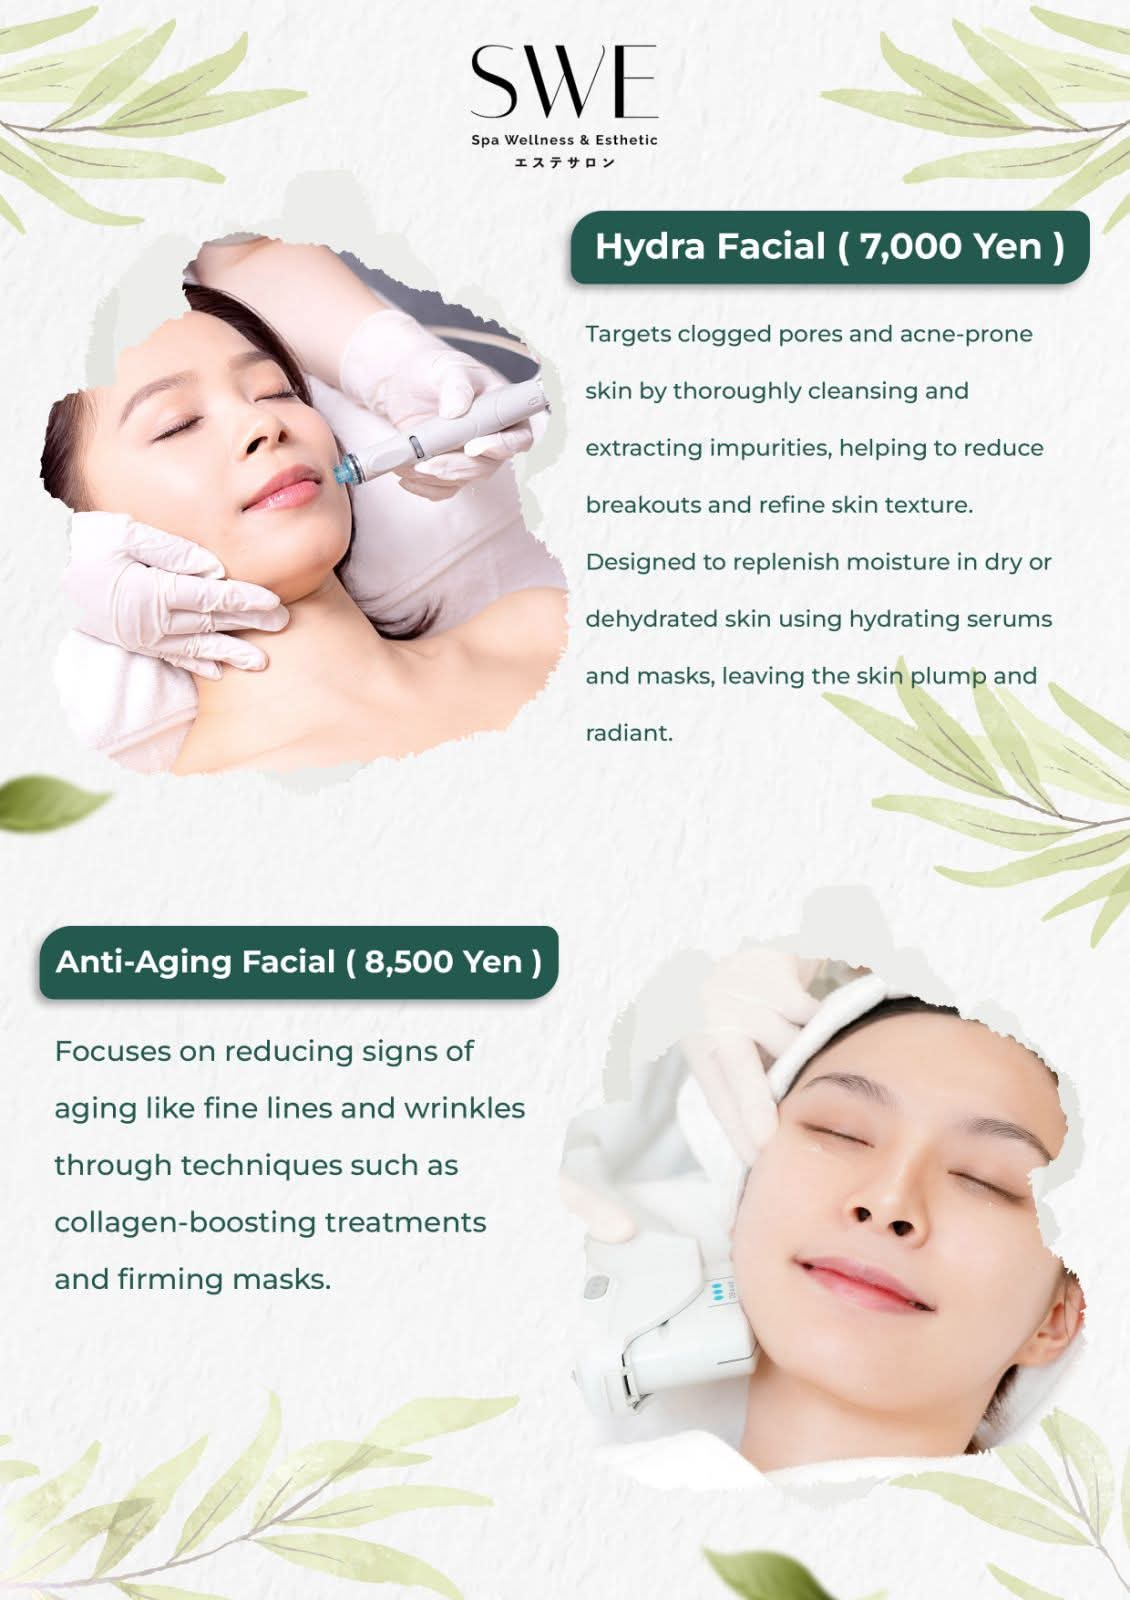 SWE
Spa Wellness & Esthetic
エステサロン
Hydra Facial ( 7,000 Yen )
Targets clogged pores and acne-prone
skin by thoroughly cleansing and
extracting impurities, helping to reduce
breakouts and refine skin texture.
Designed to replenish moisture in dry or
dehydrated skin using hydrating serums
and masks, leaving the skin plump and
radiant.
Anti-Aging Facial ( 8,500 Yen )
Focuses on reducing signs of
aging like fine lines and wrinkles
through techniques such as
collagen-boosting treatments
and firming masks.